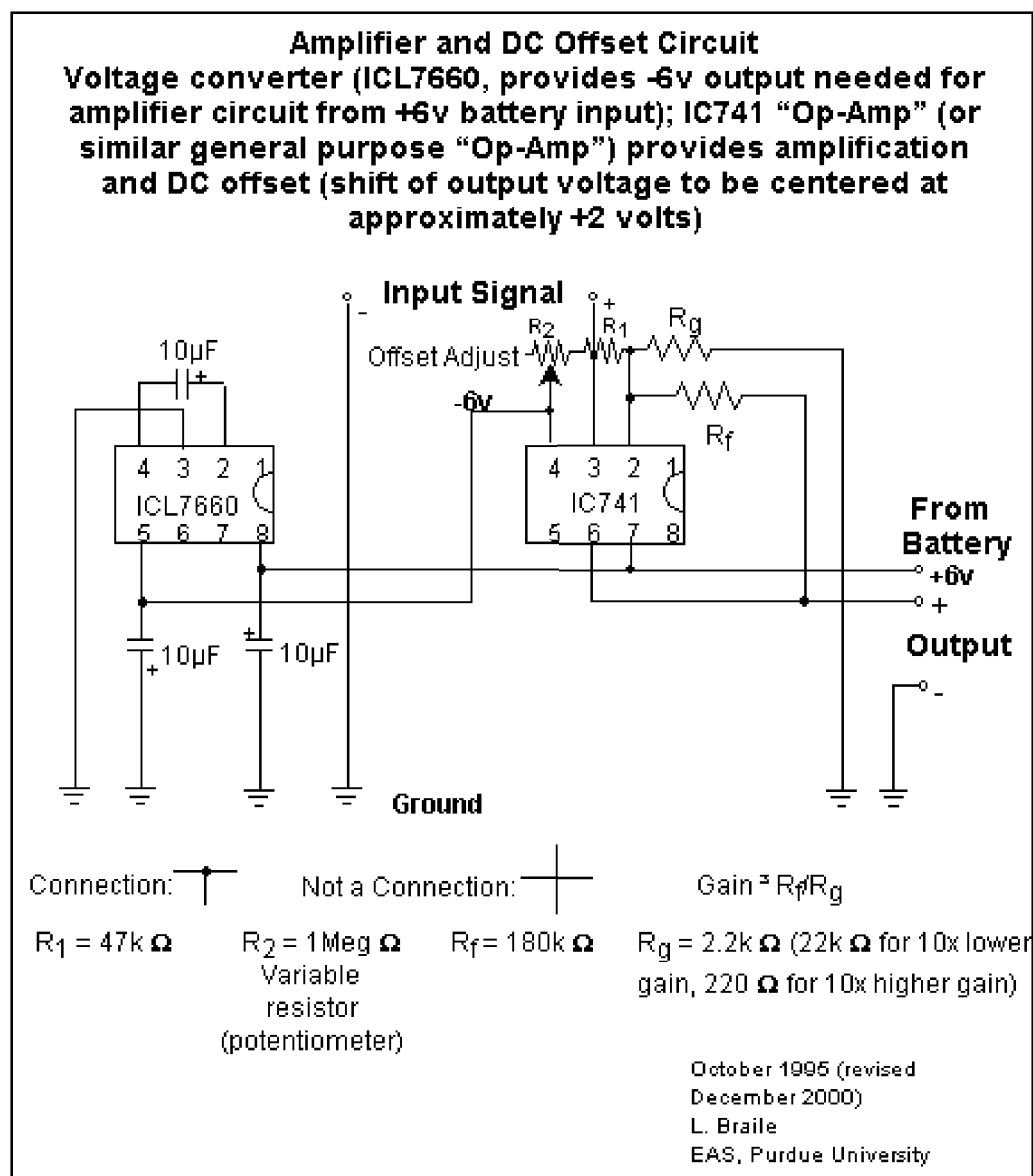 Amplifier and DC Offset Circuit
Voltage converter (ICL7660, provides -6v output needed for
amplifier circuit from +6v battery input); IC741 “Op-Amp” (or
similar general purpose “Op-Amp”) provides amplification
and DC offset (shift of output voltage to be centered at
approximately +2 volts)
Input Signal
-
+
R2
R1
Rg
10µF
+
Offset Adjust
-6v
Rf
4 3 2 1
ICL7660
5 6 7 8
4 3 2 1
IC741
5 6 7 8
From
Battery
+6v
+
Output
-
+
10µF
+
10µF
Ground
Connection:
Not a Connection:
Gain ³ Rf/Rg
R1 = 47k Ω
R2 = 1Meg Ω
Variable
resistor
(potentiometer)
Rf = 180k Ω
Rg = 2.2k Ω (22k Ω for 10x lower
gain, 220 Ω for 10x higher gain)
October 1995 (revised
December 2000)
L. Braile
EAS, Purdue University